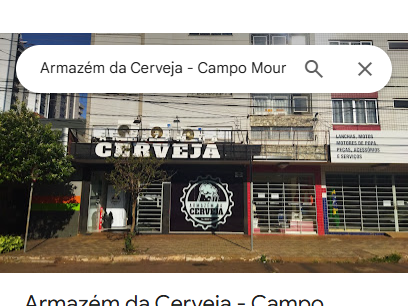 Armazém da Cerveja - Campo Mour
CERVEJA
LANCHAS, MOTOS
MOTORES DE POPA,
PEÇAS, ACESSÓRIOS
E SERVIÇOS
ARMAZÉM DA
CERVEJA
Armazém da Cerveja - Campo